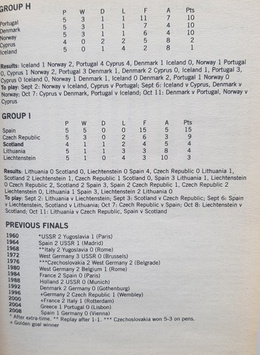 GROUP H
P W D L F A Pts
Portugal 5 3 1 1 11 7 10
Denmark 5 3 1 1 7 4 10
Norway 5 3 1 1 6 4 10
Cyprus 4 0 2 2 5 8 2
Iceland 5 0 1 4 2 8 1
Results: Iceland 1 Norway 2, Portugal 4 Cyprus 4, Denmark 1 Iceland 0, Norway 1 Portugal
0, Cyprus 1 Norway 2, Portugal 3 Denmark 1, Denmark 2 Cyprus 0, Iceland 1, Portugal 3,
Cyprus 0 Iceland 0, Norway 1 Denmark 1, Iceland 0 Denmark 2, Portugal 1 Norway 0
To play: Sept 2: Norway v Iceland, Cyprus v Portugal; Sept 6: Iceland v Cyprus, Denmark v
Norway; Oct 7: Cyprus v Denmark, Portugal v Iceland; Oct 11: Denmark v Portugal, Norway v
Cyprus
GROUP I
P W D L F A Pts
Spain 5 5 0 0 15 5 15
Czech Republic 5 3 0 2 6 3 9
Scotland 4 1 1 2 4 5 4
Lithuania 5 1 1 3 3 8 4
Liechtenstein 5 1 0 4 3 10 3
Results: Lithuania 0 Scotland 0, Liechtenstein 0 Spain 4, Czech Republic 0 Lithuania 1,
Scotland 2 Liechtenstein 1, Czech Republic 1 Scotland 0, Spain 3 Lithuania 1, Liechtenstein
0 Czech Republic 2, Scotland 2 Spain 3, Spain 2 Czech Republic 1, Liechtenstein 2
Lithuania 0, Czech Republic 2 Liechtenstein 0, Spain 3 Liechtenstein 2 Lithuania 0
To play: Sept 2: Lithuania v Liechtenstein; Sept 3: Scotland v Czech Republic; Sept 6: Spain
v Liechtenstein, Scotland v Lithuania; Oct 7: Czech Republic v Spain; Oct 8: Liechtenstein v
Scotland, Oct 11: Lithuania v Czech Republic, Spain v Scotland
PREVIOUS FINALS
1960 *USSR 2 Yugoslavia 1 (Paris)
1964 Spain 2 USSR 1 (Madrid)
1968 **Italy 2 Yugoslavia 0 (Rome)
1972 West Germany 3 USSR 0 (Brussels)
1976 ***Czechoslovakia 2 West Germany 2 (Belgrade)
1980 West Germany 2 Belgium 1 (Rome)
1984 France 2 Spain 0 (Paris)
1988 Holland 2 USSR 0 (Munich)
1992 Denmark 2 Germany 0 (Gothenburg)
1996 +Germany 2 Czech Republic 1 (Wembley)
2000 +France 2 Italy 1 (Rotterdam)
2004 Greece 1 Portugal 0 (Lisbon)
2008 Spain 1 Germany 0 (Vienna)
* After extra-time. ** Replay after 1-1. *** Czechoslovakia won 5-3 on pens.
+ Golden goal winner